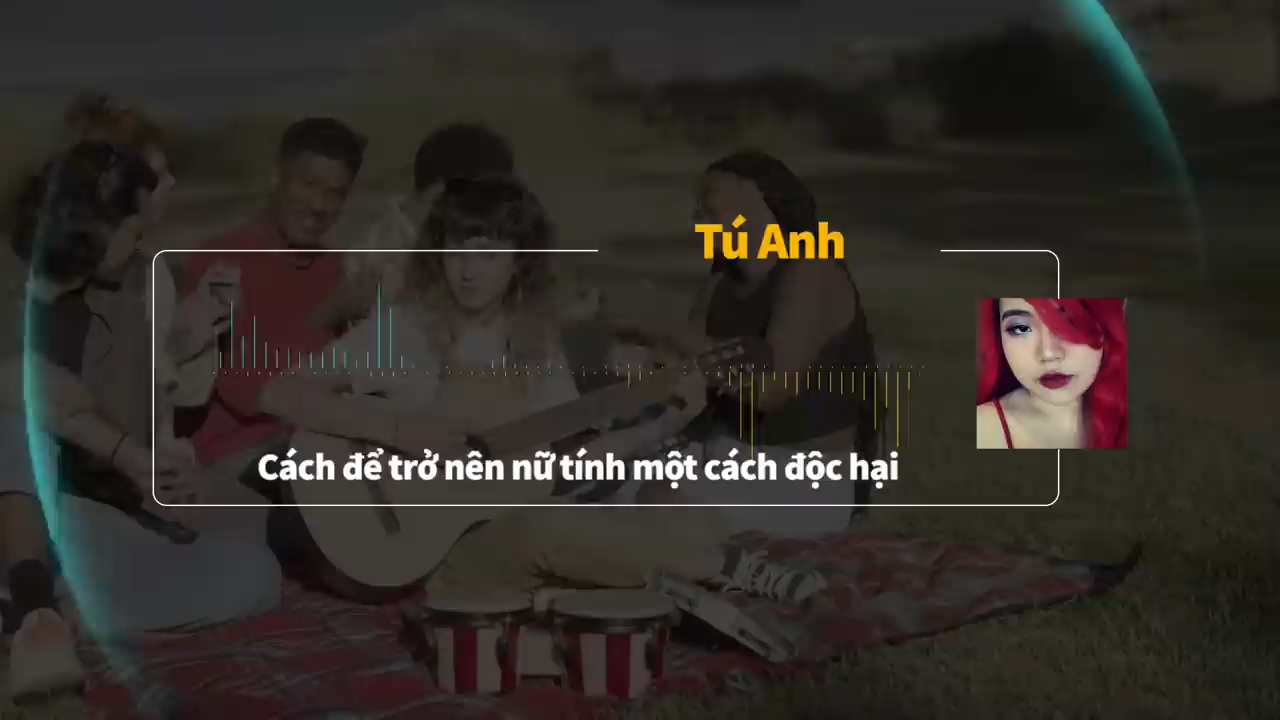 Tú Anh
Cách để trở nên nữ tính một cách độc hại